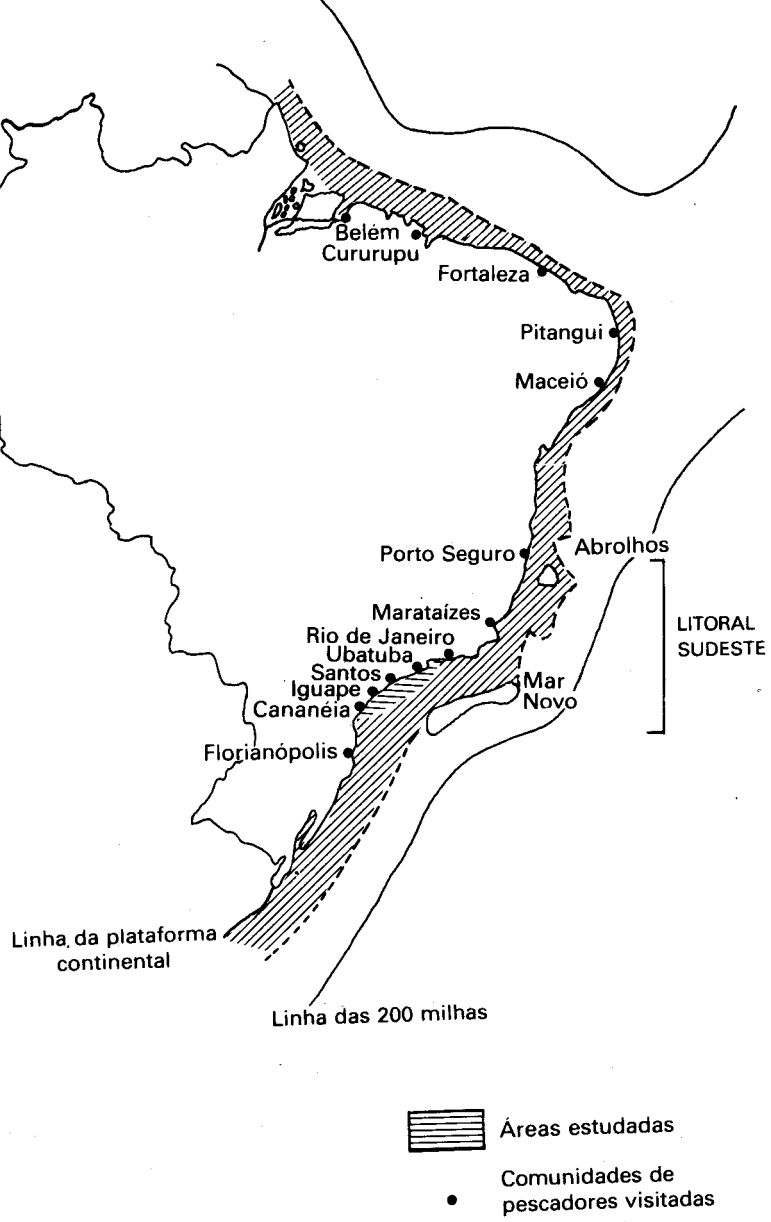 Belém
Cururupu
Fortaleza
Pitangui
Maceió
Porto Seguro
Abrolhos
Maratаízes
Rio de Janeiro
Ubatuba
Santos
Iguape
Cananéia
Mar
Novo
LITORAL
SUDESTE
Florianópolis
Linha da plataforma
continental
Linha das 200 milhas
Áreas estudadas
Comunidades de
pescadores visitadas